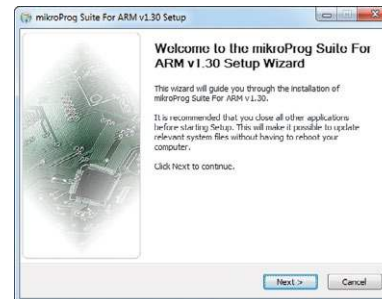 mikroProg Suite For ARM v1.30 Setup
Welcome to the mikroProg Suite For
ARM v1.30 Setup Wizard
This wizard will guide you through the installation of
mikroProg Suite For ARM v1.30.
It is recommended that you close all other applications
before starting Setup. This will make it possible to update
relevant system files without having to reboot your
computer.
Click Next to continue.
Next >
Cancel